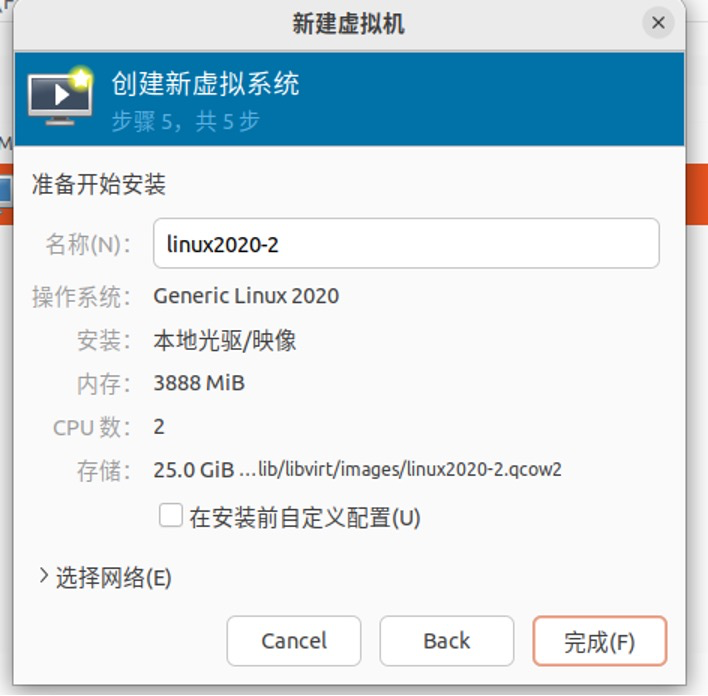 新建虚拟机
创建新虚拟系统
步骤 5，共 5 步
准备开始安装
名称(N)： linux2020-2
操作系统： Generic Linux 2020
安装： 本地光驱/映像
内存： 3888 MiB
CPU 数： 2
存储： 25.0 GiB ...lib/libvirt/images/linux2020-2.qcow2
在安装前自定义配置(U)
选择网络(E)
Cancel Back 完成(F)